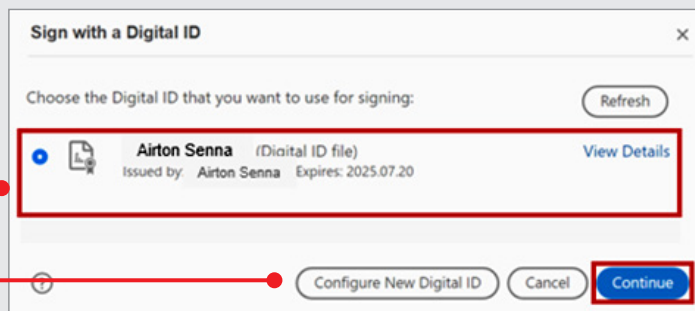 Sign with a Digital ID
Choose the Digital ID that you want to use for signing:
Refresh
Airton Senna (Digital ID file)
View Details
Issued by: Airton Senna Expires: 2025.07.20
?
Configure New Digital ID
Cancel
Continue